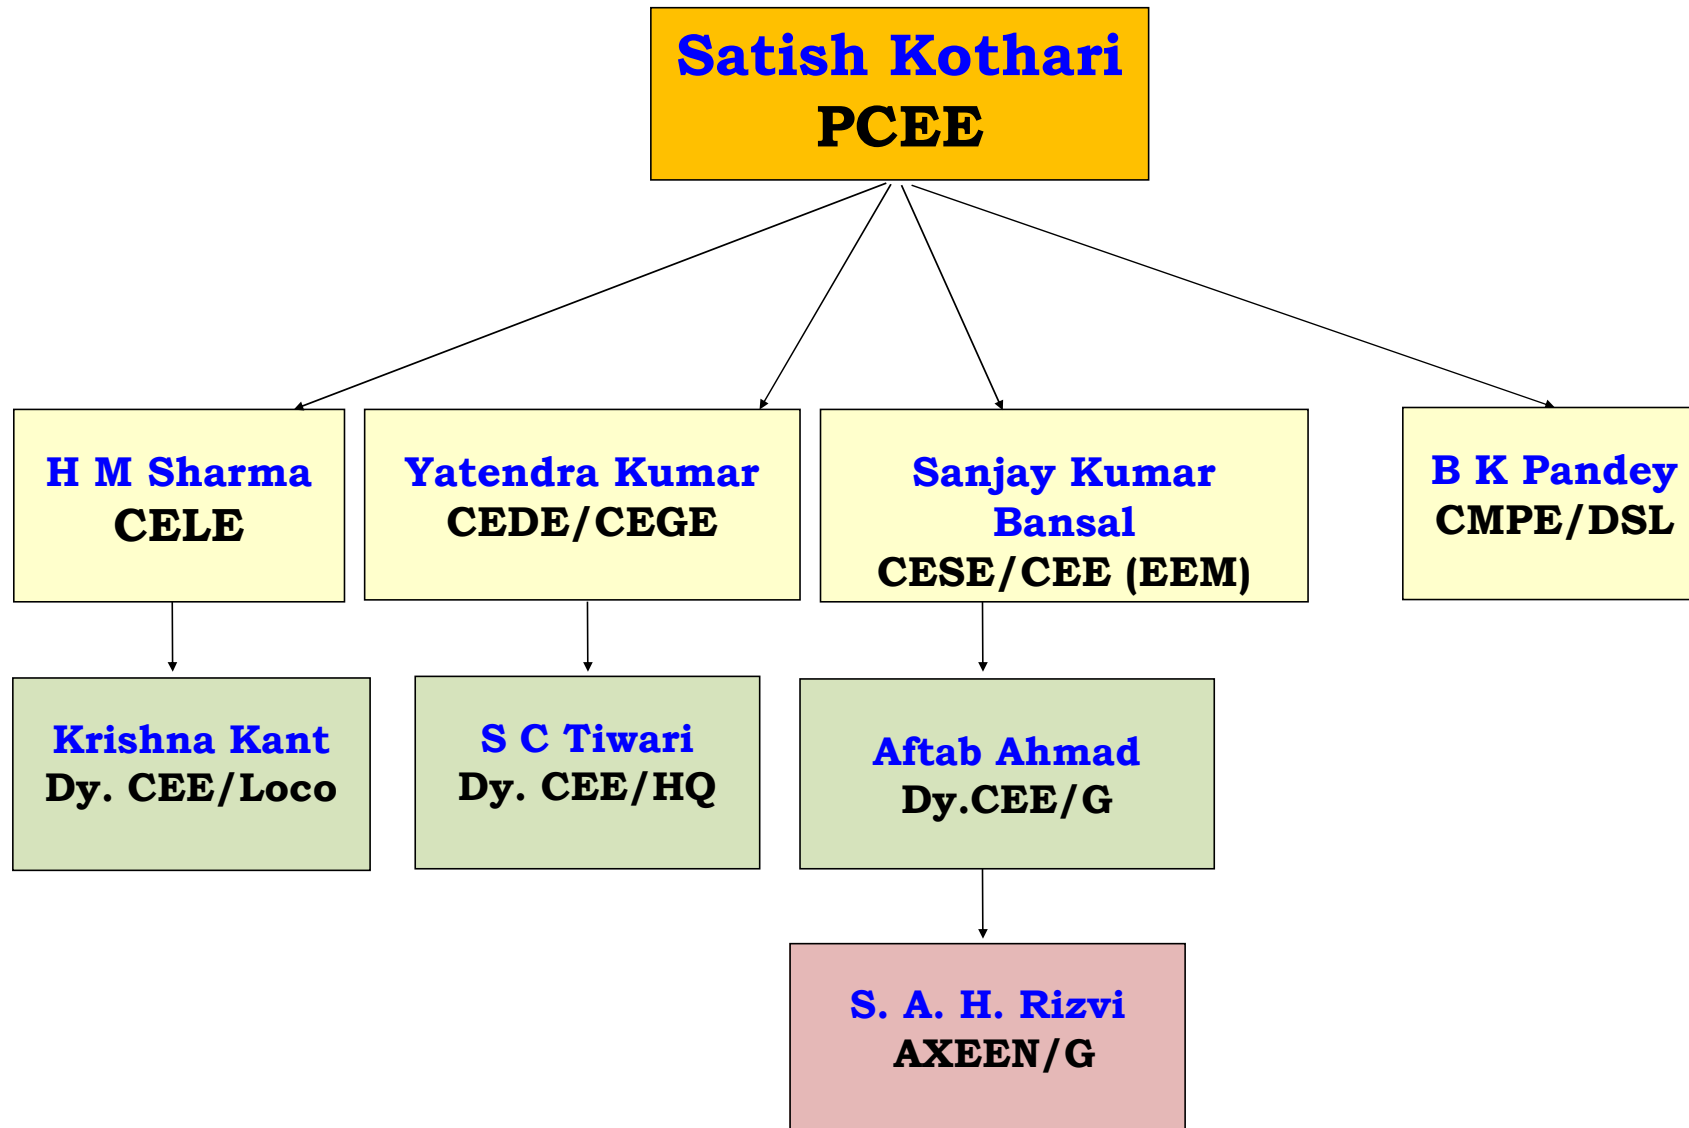 Satish Kothari
PCEE
H M Sharma
CELE
Yatendra Kumar
CEDE/CEGE
Sanjay Kumar
Bansal
CESE/CEE (EEM)
B K Pandey
CMPE/DSL
Krishna Kant
Dy. CEE/Loco
S C Tiwari
Dy. CEE/HQ
Aftab Ahmad
Dy.CEE/G
S. A. H. Rizvi
AXEEN/G